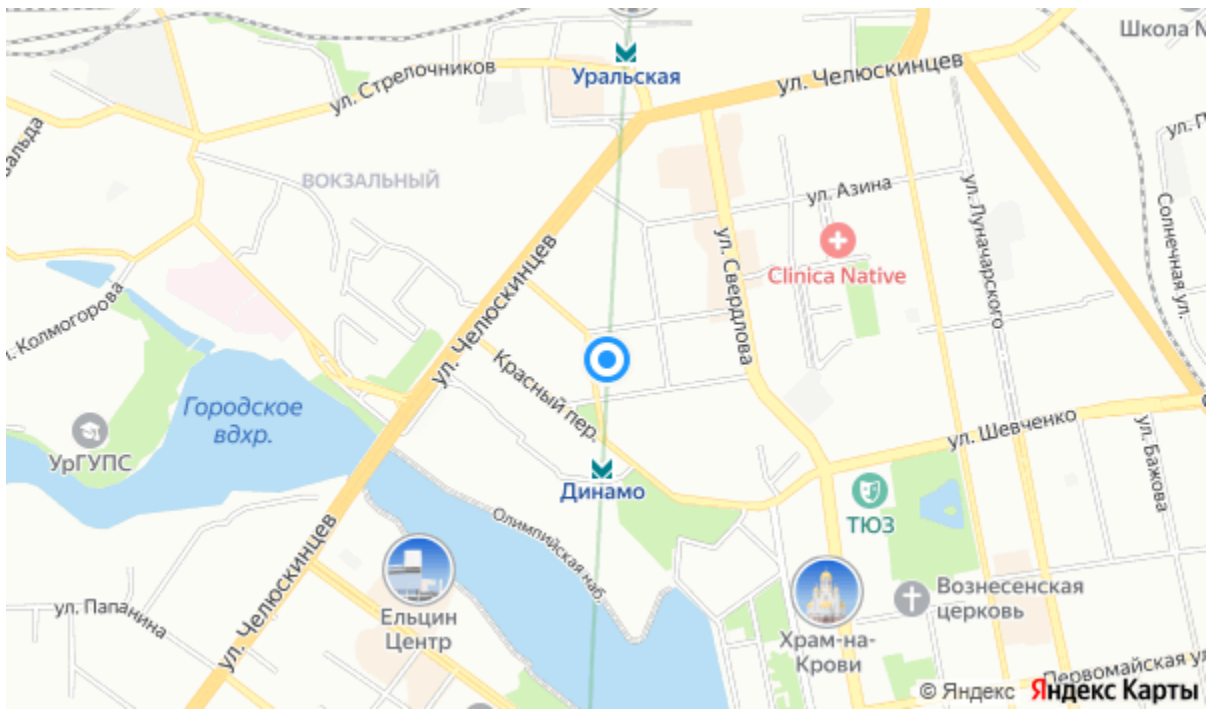 Школа N
ул. Челюскинцев
Уральская
ул. Стрелочников
ВОКЗАЛЬНЫЙ
ул. Азина
ул. Луначарского
Солнечная ул.
ул. Свердлова
Clinica Native
ул. Челюскинцев
Колмогорова
Красный пер.
Городское
вдхр.
УрГУПС
ул. Шевченко
ул. Бажова
Динамо
ТЮЗ
Олимпийская наб.
ул. Челюскинцев
Вознесенская
церковь
ул. Папанина
Ельцин
Центр
Храм-на-
Крови
Первомайская ул
© Яндекс Яндекс Карты